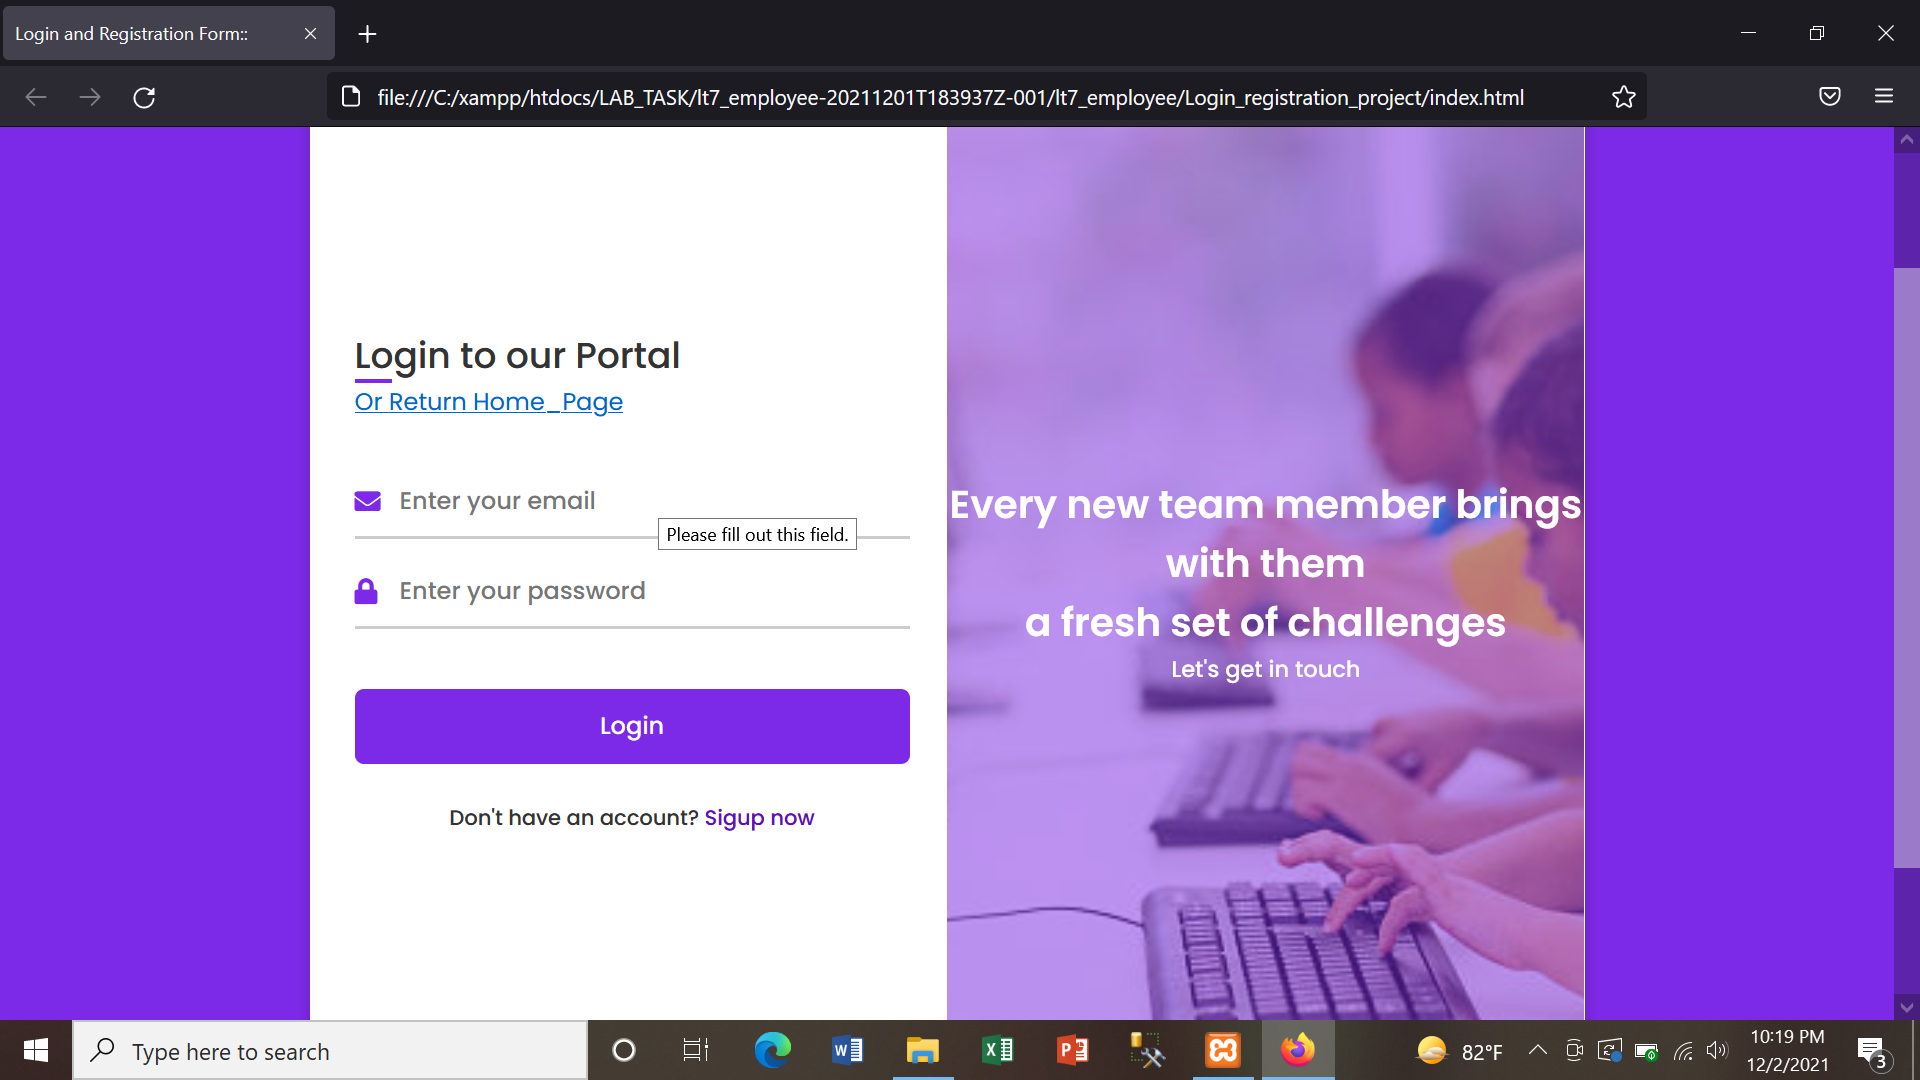 Login and Registration Form::
file:///C:/xampp/htdocs/LAB_TASK/lt7_employee-20211201T183937Z-001/lt7_employee/Login_registration_project/index.html
Login to our Portal
Or Return Home_Page
Enter your email
Please fill out this field.
Enter your password
Login
Don't have an account? Sigup now
Every new team member brings
with them
a fresh set of challenges
Let's get in touch
Type here to search
82°F
10:19 PM
12/2/2021
3